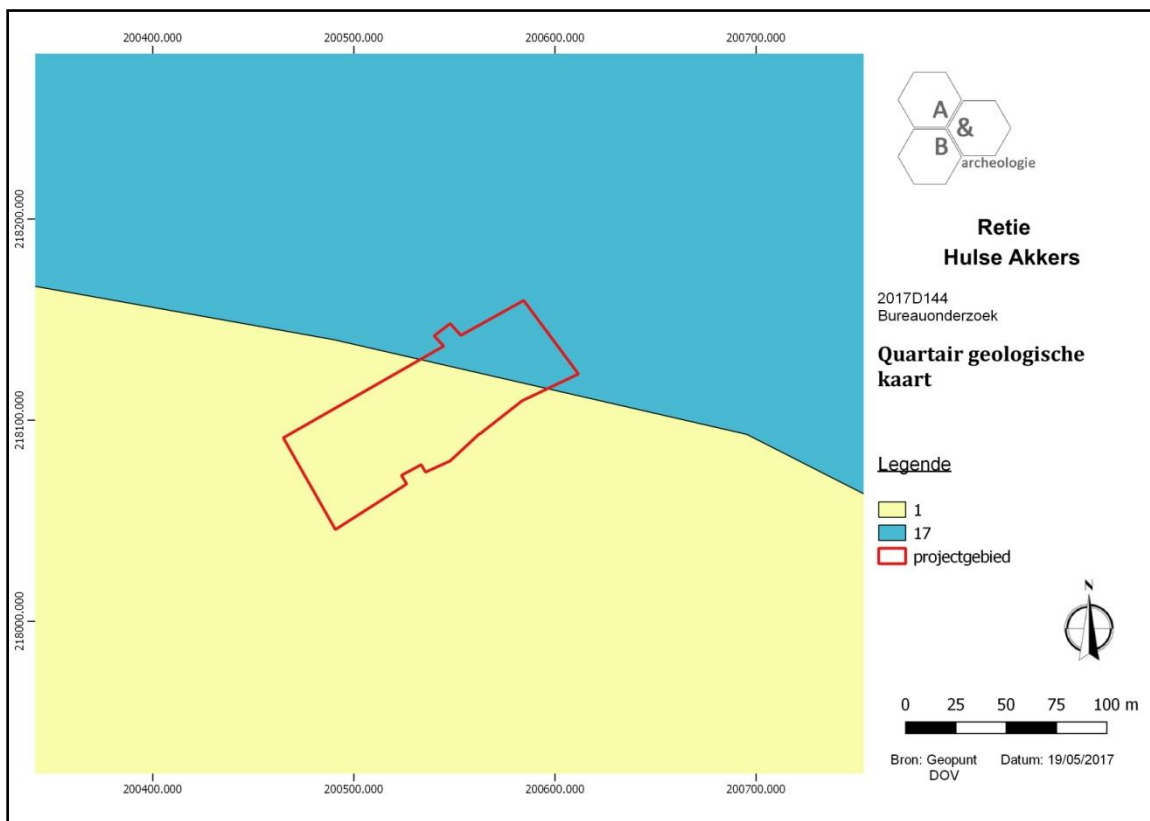 200400.000 200500.000 200600.000 200700.000
218200.000
218100.000
218000.000
200400.000 200500.000 200600.000 200700.000
A
&
B
archeologie
Retie
Hulse Akkers
2017D144
Bureauonderzoek
Quartair geologische
kaart
Legende
1
17
projectgebied
N
0 25 50 75 100 m
Bron: Geopunt Datum: 19/05/2017
DOV